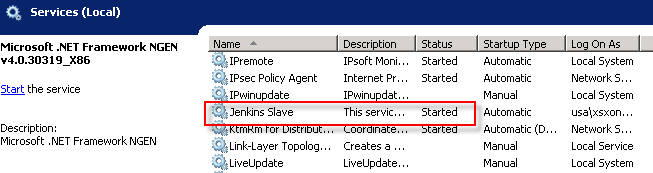 Services (Local)
Microsoft .NET Framework NGEN
v4.0.30319_X86
Start the service
Description:
Microsoft .NET Framework NGEN
Name Description Status Startup Type Log On As
IPremote IPsoft Moni... Started Automatic Local System
IPsec Policy Agent Internet Pr... Started Automatic Network S...
IPwinupdate IPwinupdat... Manual Local System
Jenkins Slave This servic... Started Automatic usa\xsxon...
KtmRm for Distribut... Coordinate... Started Automatic (D... Network S...
Link-Layer Topolog... Creates a ... Manual Local Service
LiveUpdate LiveUpdate... Manual Local System